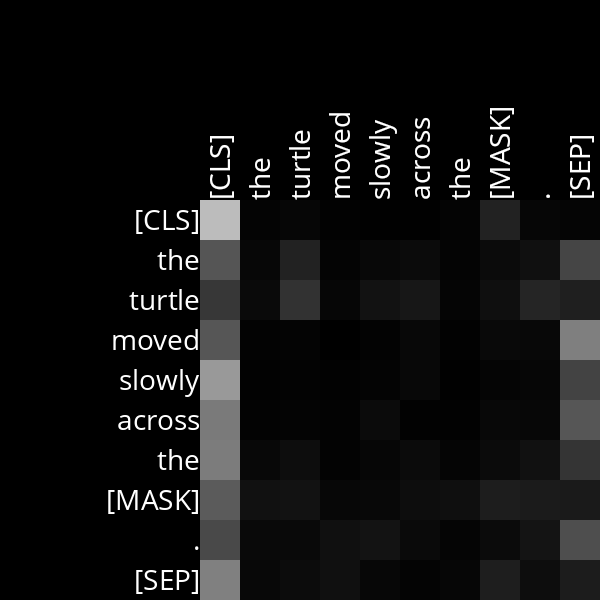 [CLS] the turtle moved slowly across the [MASK] . [SEP]
[CLS]
the
turtle
moved
slowly
across
the
[MASK]
.
[SEP]